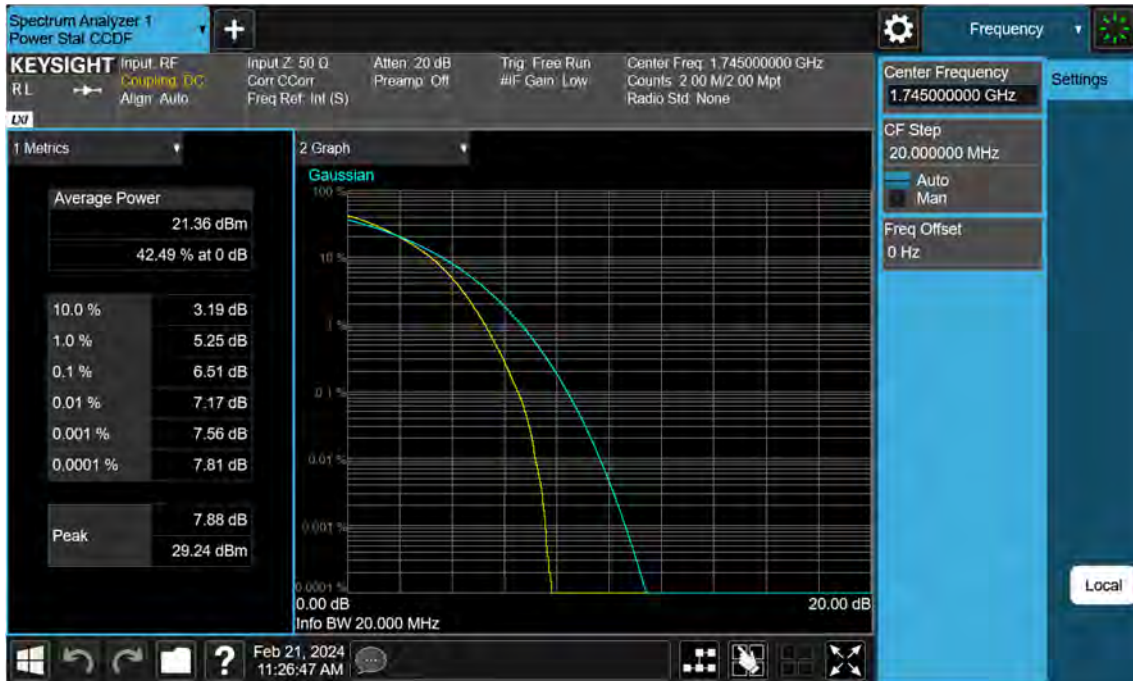 Spectrum Analyzer 1
Power Stat CCDF
+
Frequency
KEYSIGHT
RL
LXI
Input: RF
Coupling: DC
Align: Auto
Input Z: 50 Ω
Corr CCorr
Freq Ref: Int (S)
Atten: 20 dB
Preamp: Off
Trig: Free Run
#IF Gain: Low
Center Freq: 1.745000000 GHz
Counts: 2.00 M/2.00 Mpt
Radio Std: None
Center Frequency
1.745000000 GHz
Settings
CF Step
20.000000 MHz
Auto
Man
Freq Offset
0 Hz
1 Metrics
Average Power
21.36 dBm
42.49 % at 0 dB
10.0 % 3.19 dB
1.0 % 5.25 dB
0.1 % 6.51 dB
0.01 % 7.17 dB
0.001 % 7.56 dB
0.0001 % 7.81 dB
Peak
7.88 dB
29.24 dBm
2 Graph
Gaussian
100 %
10 %
1 %
0.1 %
0.01 %
0.001 %
0.0001 %
0.00 dB
20.00 dB
Info BW 20.000 MHz
Local
?
Feb 21, 2024
11:26:47 AM